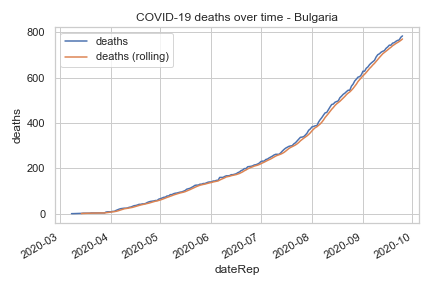 COVID-19 deaths over time - Bulgaria
deaths
deaths (rolling)
800
600
400
200
0
deaths
2020-03
2020-04
2020-05
2020-06
2020-07
2020-08
2020-09
2020-10
dateRep